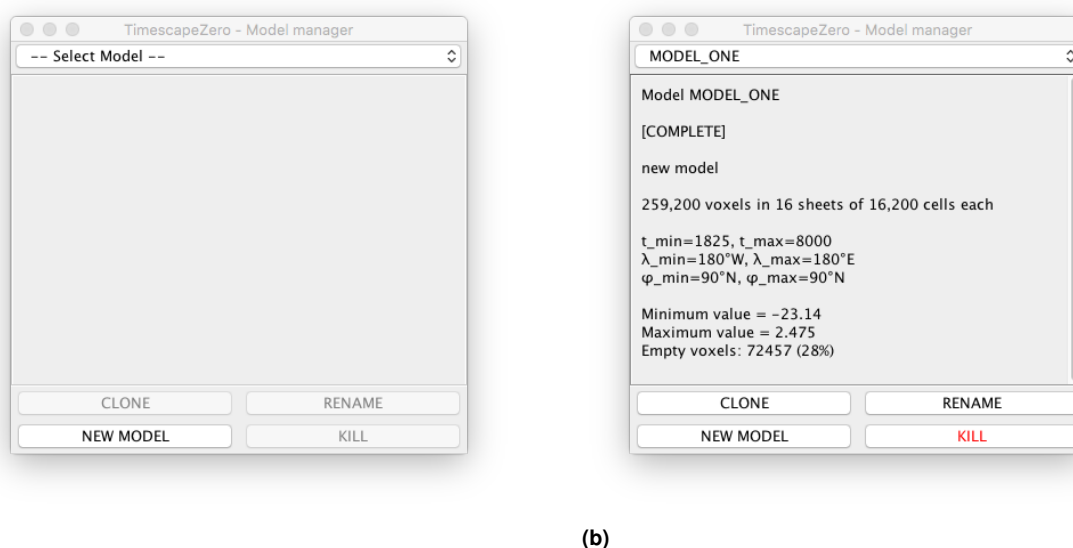 TimescapeZero - Model manager
-- Select Model --
CLONE
RENAME
NEW MODEL
KILL
TimescapeZero - Model manager
MODEL_ONE
Model MODEL_ONE
[COMPLETE]
new model
259,200 voxels in 16 sheets of 16,200 cells each
t_min=1825, t_max=8000
λ_min=180°W, λ_max=180°E
φ_min=90°N, φ_max=90°N
Minimum value = -23.14
Maximum value = 2.475
Empty voxels: 72457 (28%)
CLONE
RENAME
NEW MODEL
KILL
(b)